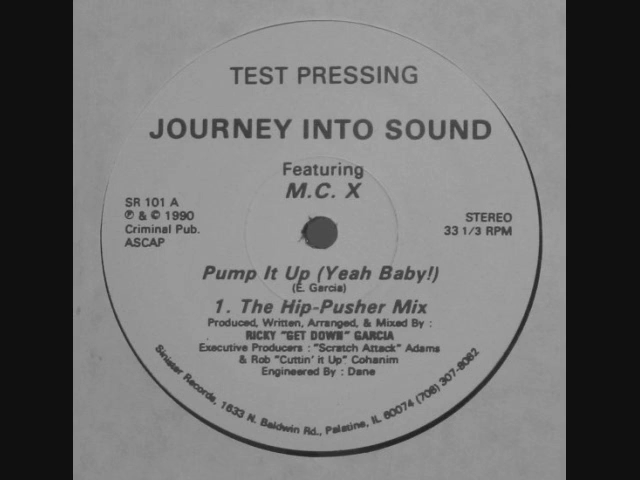 TEST PRESSING
JOURNEY INTO SOUND
Featuring
M.C. X
SR 101 A
℗ & © 1990
Criminal Pub.
ASCAP
STEREO
33 1/3 RPM
Pump It Up (Yeah Baby!)
(E. Garcia)
1. The Hip-Pusher Mix
Produced, Written, Arranged, & Mixed By :
RICKY "GET DOWN" GARCIA
Executive Producers : "Scratch Attack" Adams
& Rob "Cuttin' it Up" Cohanim
Engineered By : Dane
Sinister Records, 1633 N. Baldwin Rd., Palatine, IL 60074 (708) 307-8082